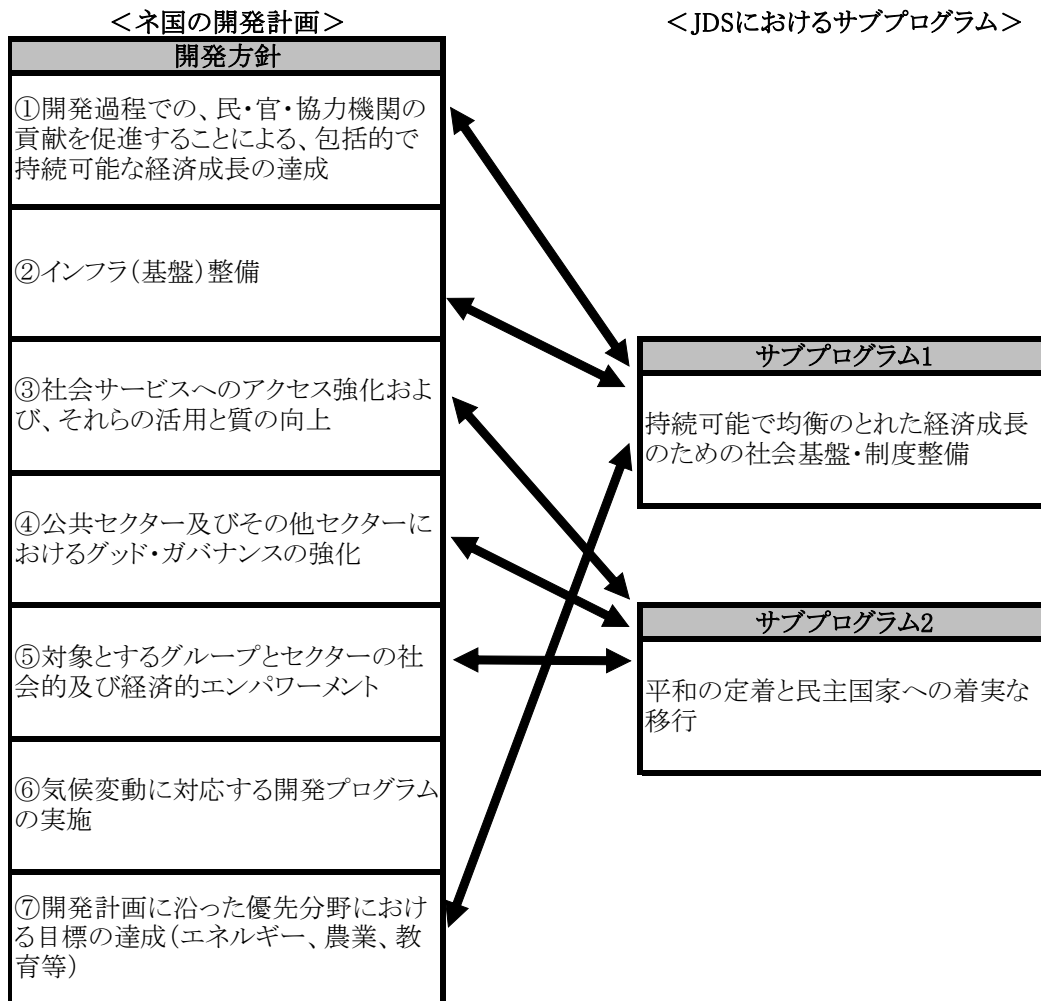 ＜ネ国の開発計画＞
開発方針
①開発過程での、民・官・協力機関の
貢献を促進することによる、包括的で
持続可能な経済成長の達成
②インフラ(基盤)整備
③社会サービスへのアクセス強化およ
び、それらの活用と質の向上
④公共セクター及びその他セクターに
おけるグッド・ガバナンスの強化
⑤対象とするグループとセクターの社
会的及び経済的エンパワーメント
⑥気候変動に対応する開発プログラム
の実施
⑦開発計画に沿った優先分野におけ
る目標の達成(エネルギー、農業、教
育等)
＜JDSにおけるサブプログラム＞
サブプログラム1
持続可能で均衡のとれた経済成長
のための社会基盤・制度整備
サブプログラム2
平和の定着と民主国家への着実な
移行